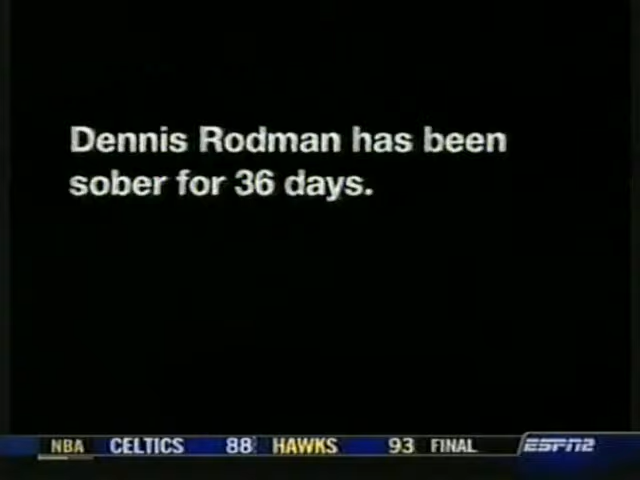 Dennis Rodman has been
sober for 36 days.
NBA CELTICS 88 HAWKS 93 FINAL ESPN2